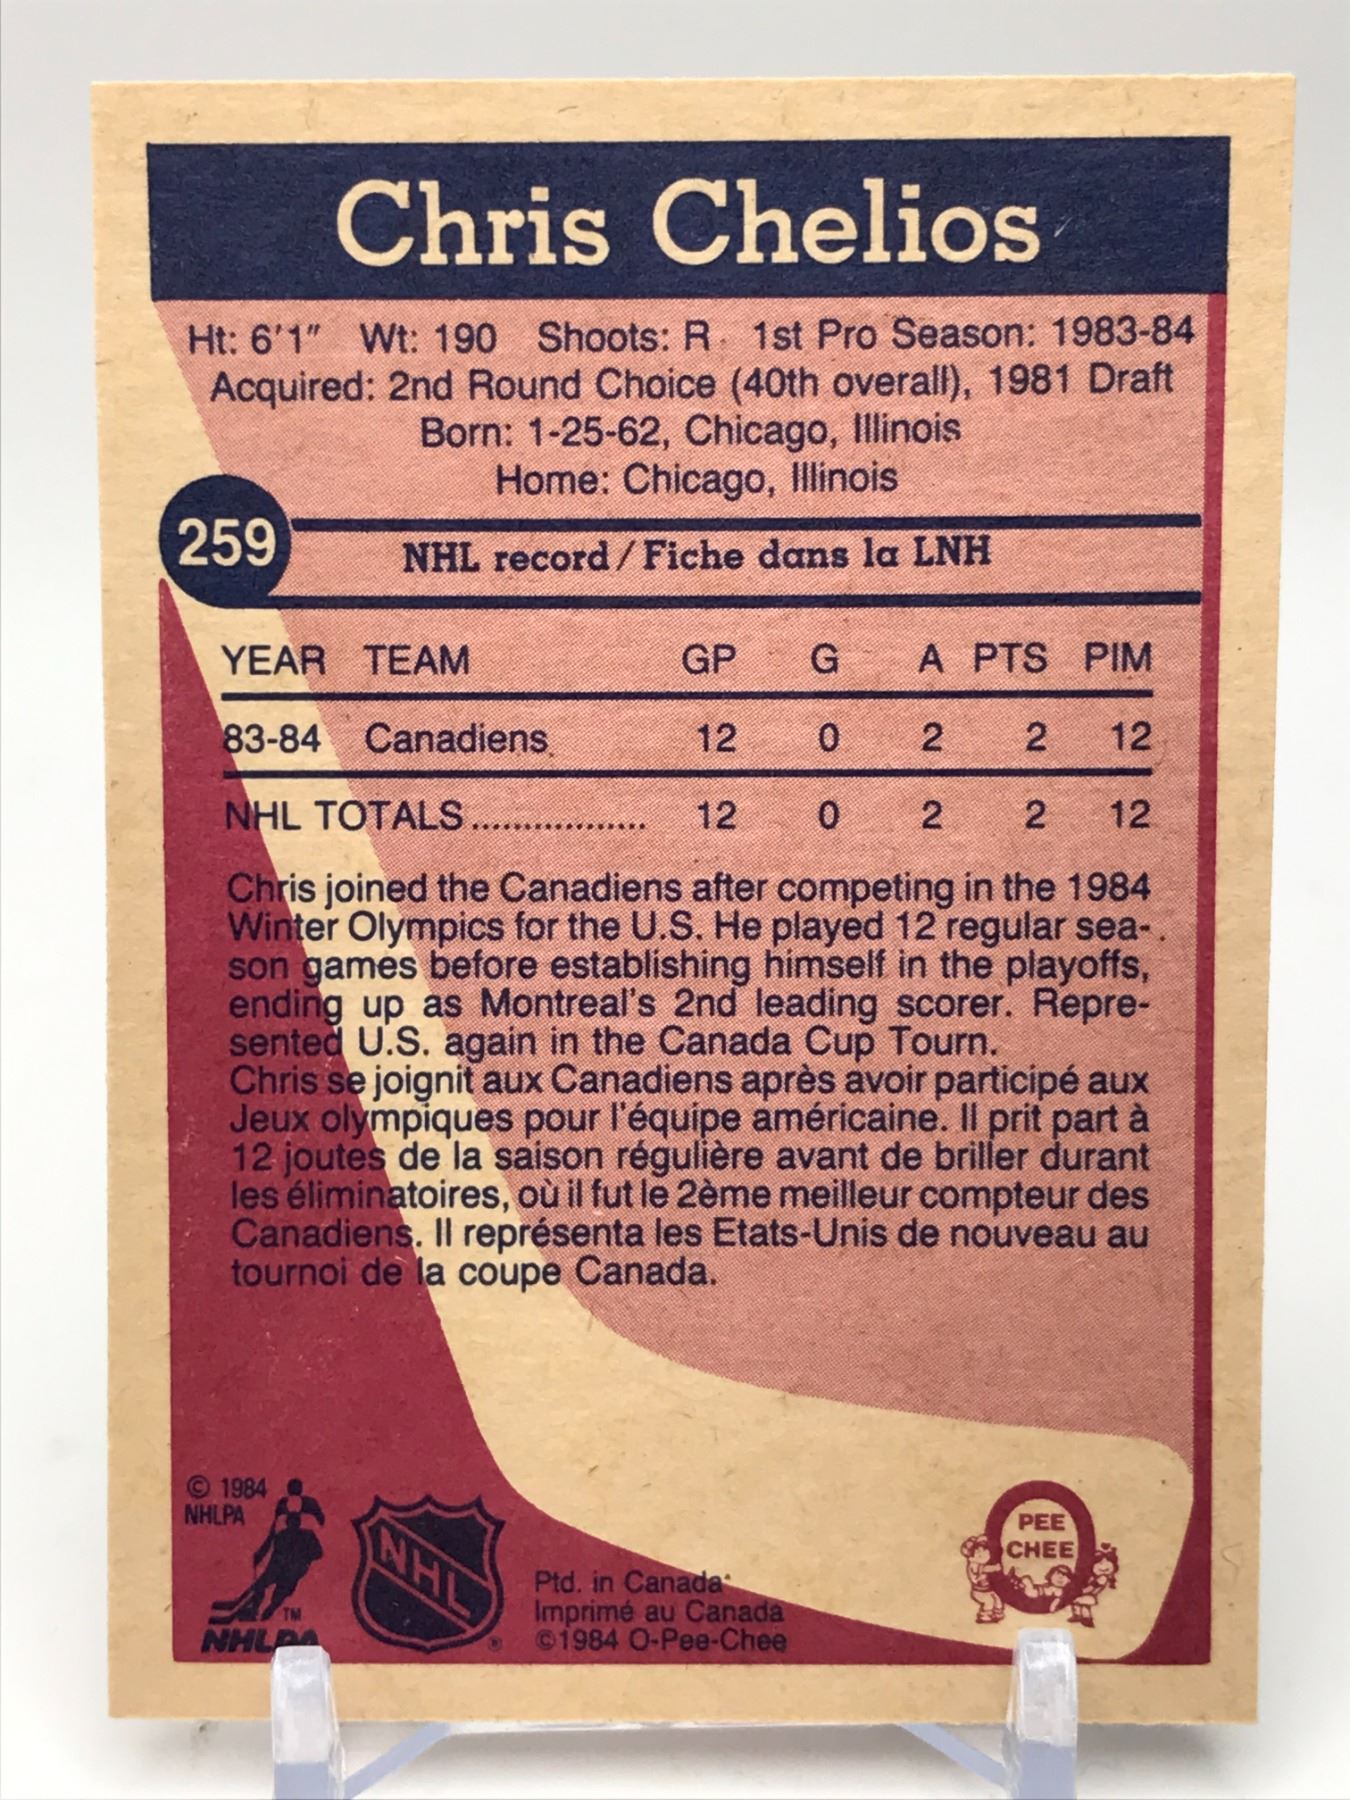 Chris Chelios
Ht: 6'1" Wt: 190 Shoots: R 1st Pro Season: 1983-84
Acquired: 2nd Round Choice (40th overall), 1981 Draft
Born: 1-25-62, Chicago, Illinois
Home: Chicago, Illinois
259
NHL record / Fiche dans la LNH
YEAR TEAM GP G A PTS PIM
83-84 Canadiens 12 0 2 2 12
NHL TOTALS ................. 12 0 2 2 12
Chris joined the Canadiens after competing in the 1984
Winter Olympics for the U.S. He played 12 regular sea-
son games before establishing himself in the playoffs,
ending up as Montreal's 2nd leading scorer. Repre-
sented U.S. again in the Canada Cup Tourn.
Chris se joignit aux Canadiens après avoir participé aux
Jeux olympiques pour l'équipe américaine. Il prit part à
12 joutes de la saison régulière avant de briller durant
les éliminatoires, où il fut le 2ème meilleur compteur des
Canadiens. Il représenta les Etats-Unis de nouveau au
tournoi de la coupe Canada.
© 1984
NHLPA
TM
NHLPA
NHL
®
Ptd. in Canada
Imprimé au Canada
©1984 O-Pee-Chee
O
PEE
CHEE